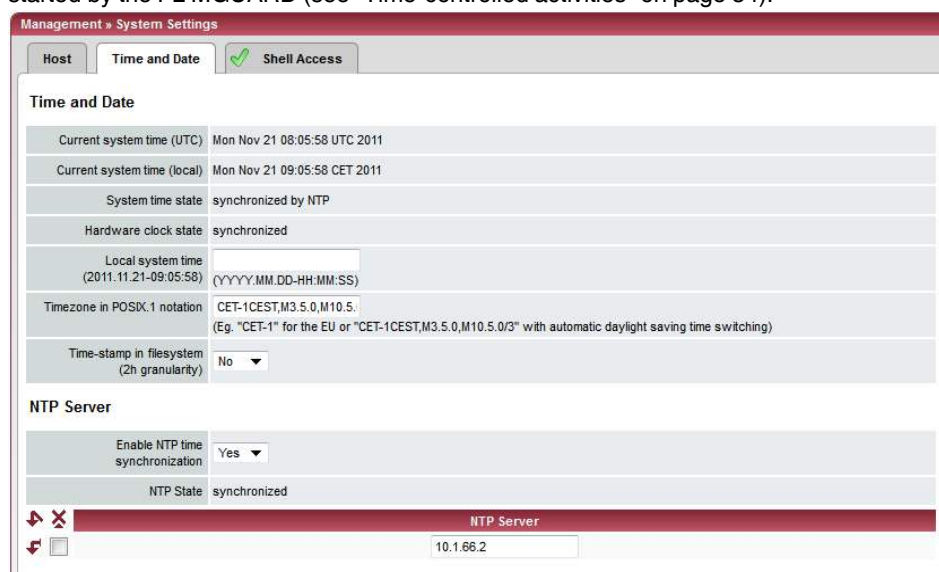 Management » System Settings
Host Time and Date Shell Access
Time and Date
Current system time (UTC) Mon Nov 21 08:05:58 UTC 2011
Current system time (local) Mon Nov 21 09:05:58 CET 2011
System time state synchronized by NTP
Hardware clock state synchronized
Local system time
(2011.11.21-09:05:58) (YYYY.MM.DD-HH:MM:SS)
Timezone in POSIX.1 notation CET-1CEST,M3.5.0,M10.5.
(Eg. "CET-1" for the EU or "CET-1CEST,M3.5.0,M10.5.0/3" with automatic daylight saving time switching)
Time-stamp in filesystem
(2h granularity) No
NTP Server
Enable NTP time
synchronization Yes
NTP State synchronized
NTP Server
10.1.66.2